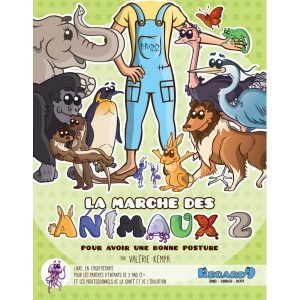 LA MARCHE DES
ANIMAUX 2
POUR AVOIR UNE BONNE POSTURE
PAR VALÉRIE KEMPA
LIVRE EN ERGOTHÉRAPIE
POUR LES PARENTS D'ENFANTS DE 3 ANS ET+
ET LES PROFESSIONNELS DE LA SANTÉ ET DE L'ÉDUCATION
REGARD9